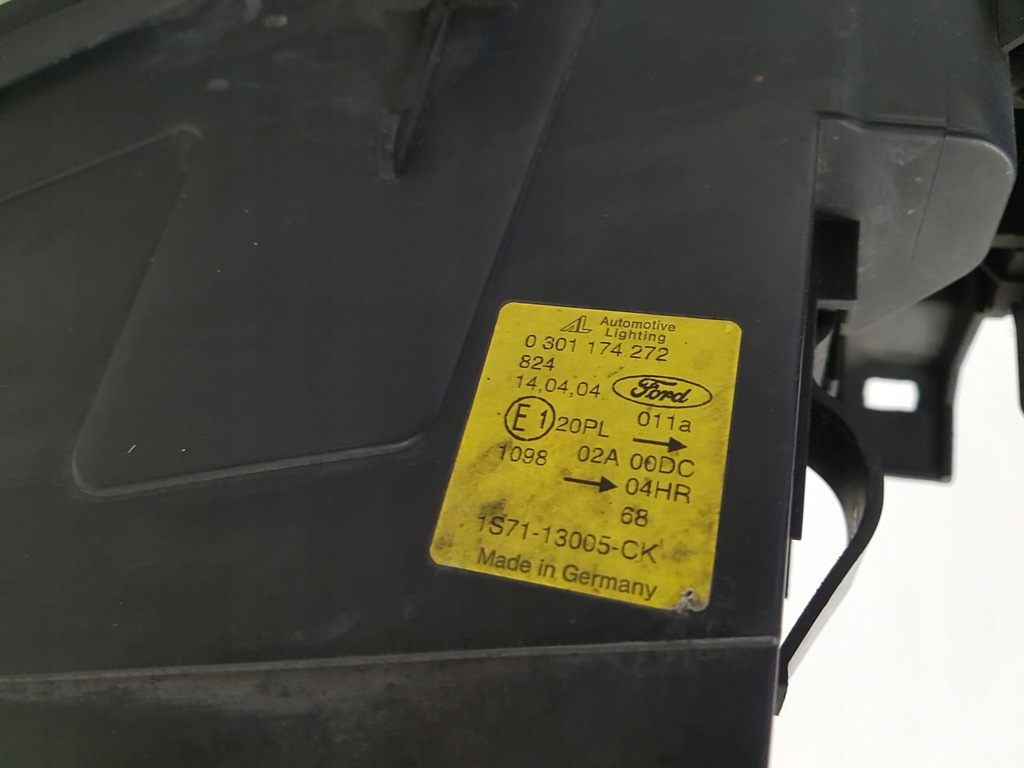 Automotive
Lighting
0 301 174 272
824
14,04,04 Ford
011a
E1 20PL →
1098 02A 00DC
→ 04HR
68
1S71-13005-CK
Made in Germany